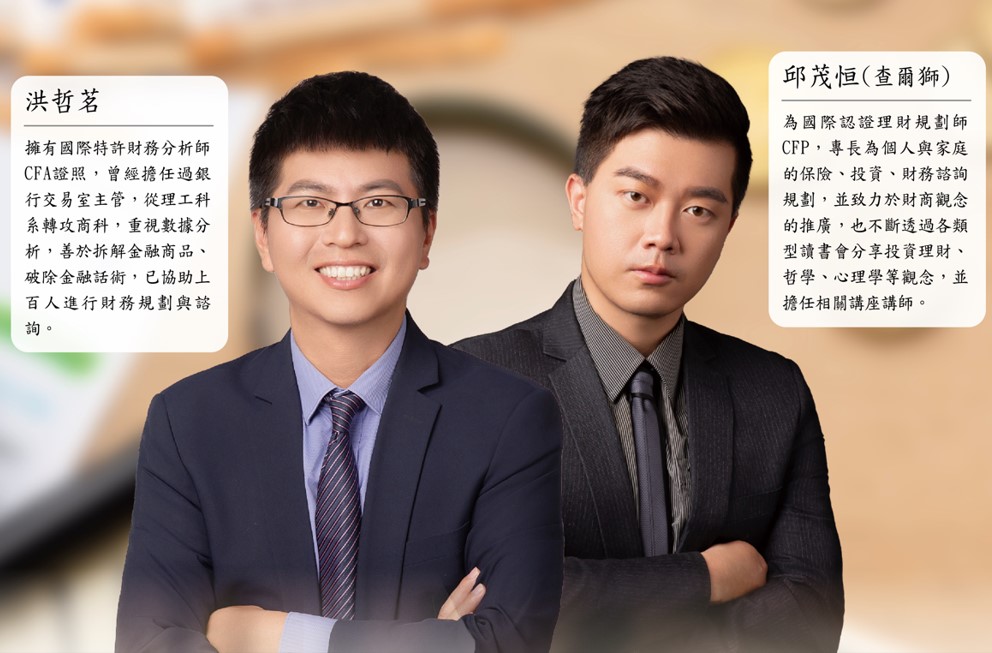 洪哲茗
擁有國際特許財務分析師
CFA證照，曾經擔任過銀
行交易室主管，從理工科
系轉攻商科，重視數據分
析，善於拆解金融商品、
破除金融話術，已協助上
百人進行財務規劃與諮
詢。
邱茂恒(查爾獅)
為國際認證理財規劃師
CFP，專長為個人與家庭
的保險、投資、財務諮詢
規劃，並致力於財商觀念
的推廣，也不斷透過各類
型讀書會分享投資理財、
哲學、心理學等觀念，並
擔任相關講座講師。